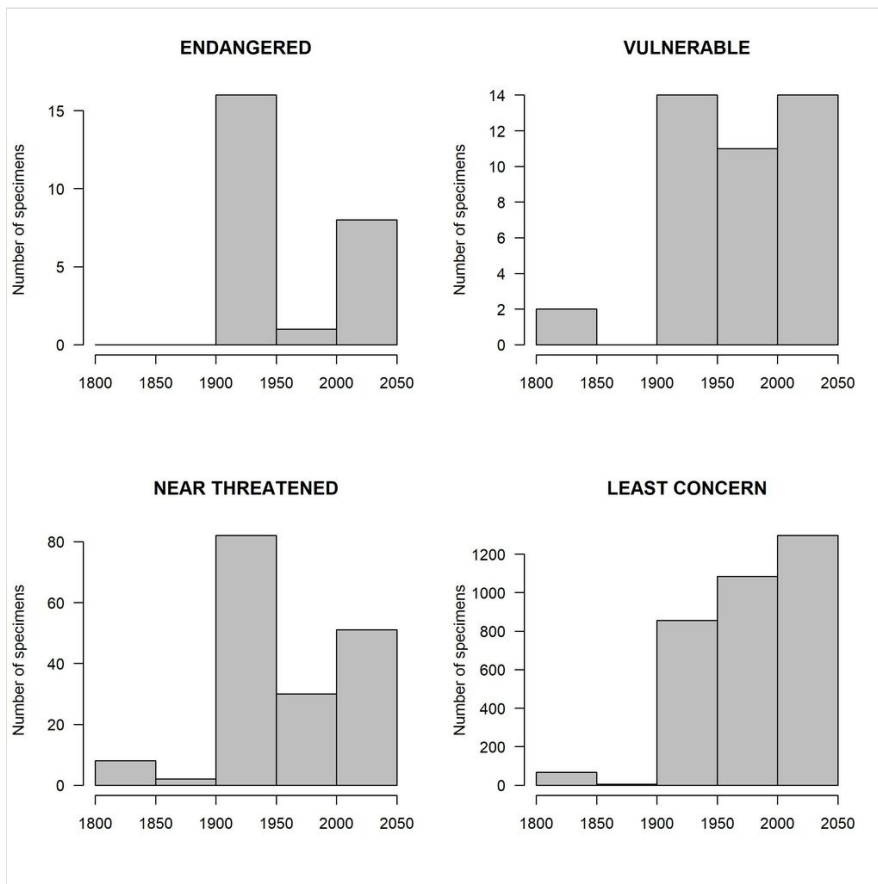 ENDANGERED
Number of specimens
15
10
5
0
1800 1850 1900 1950 2000 2050
VULNERABLE
Number of specimens
14
12
10
8
6
4
2
0
1800 1850 1900 1950 2000 2050
NEAR THREATENED
Number of specimens
80
60
40
20
0
1800 1850 1900 1950 2000 2050
LEAST CONCERN
Number of specimens
1200
1000
800
600
400
200
0
1800 1850 1900 1950 2000 2050